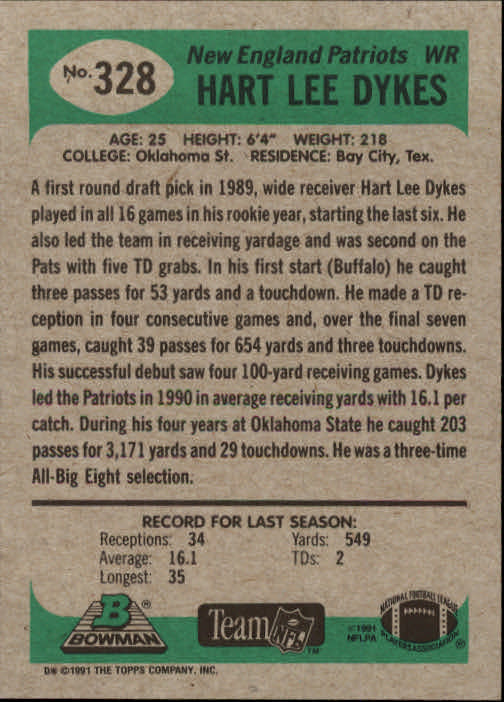 No. 328
New England Patriots WR
HART LEE DYKES
AGE: 25 HEIGHT: 6'4" WEIGHT: 218
COLLEGE: Oklahoma St. RESIDENCE: Bay City, Tex.
A first round draft pick in 1989, wide receiver Hart Lee Dykes
played in all 16 games in his rookie year, starting the last six. He
also led the team in receiving yardage and was second on the
Pats with five TD grabs. In his first start (Buffalo) he caught
three passes for 53 yards and a touchdown. He made a TD re-
ception in four consecutive games and, over the final seven
games, caught 39 passes for 654 yards and three touchdowns.
His successful debut saw four 100-yard receiving games. Dykes
led the Patriots in 1990 in average receiving yards with 16.1 per
catch. During his four years at Oklahoma State he caught 203
passes for 3,171 yards and 29 touchdowns. He was a three-time
All-Big Eight selection.
RECORD FOR LAST SEASON:
Receptions: 34 Yards: 549
Average: 16.1 TDs: 2
Longest: 35
B ®
BOWMAN
Team NFL ™
©1991
NFLPA
NATIONAL FOOTBALL LEAGUE
PLAYERS ASSOCIATION ®
D* ©1991 THE TOPPS COMPANY, INC.